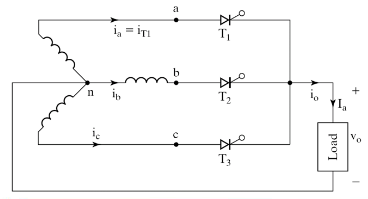 a
i_a = i_T1
T_1
b
n
i_b
T_2
i_o
+
I_a
i_c
c
T_3
Load
v_o
−